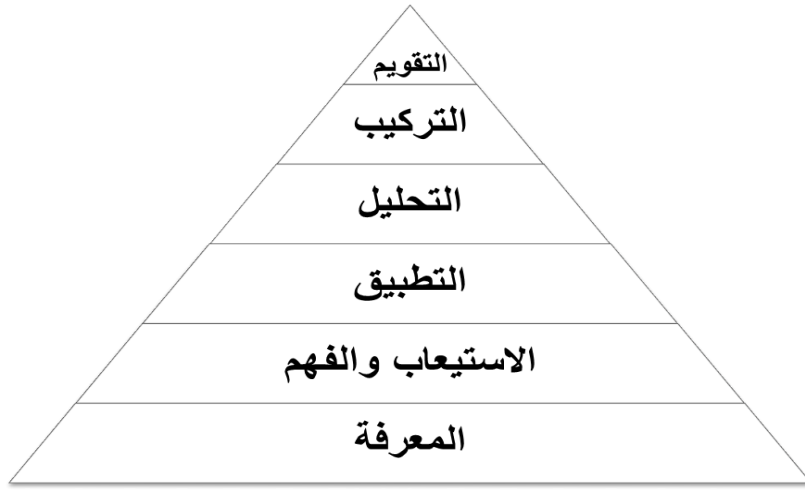 التقويم
التركيب
التحليل
التطبيق
الاستيعاب والفهم
المعرفة